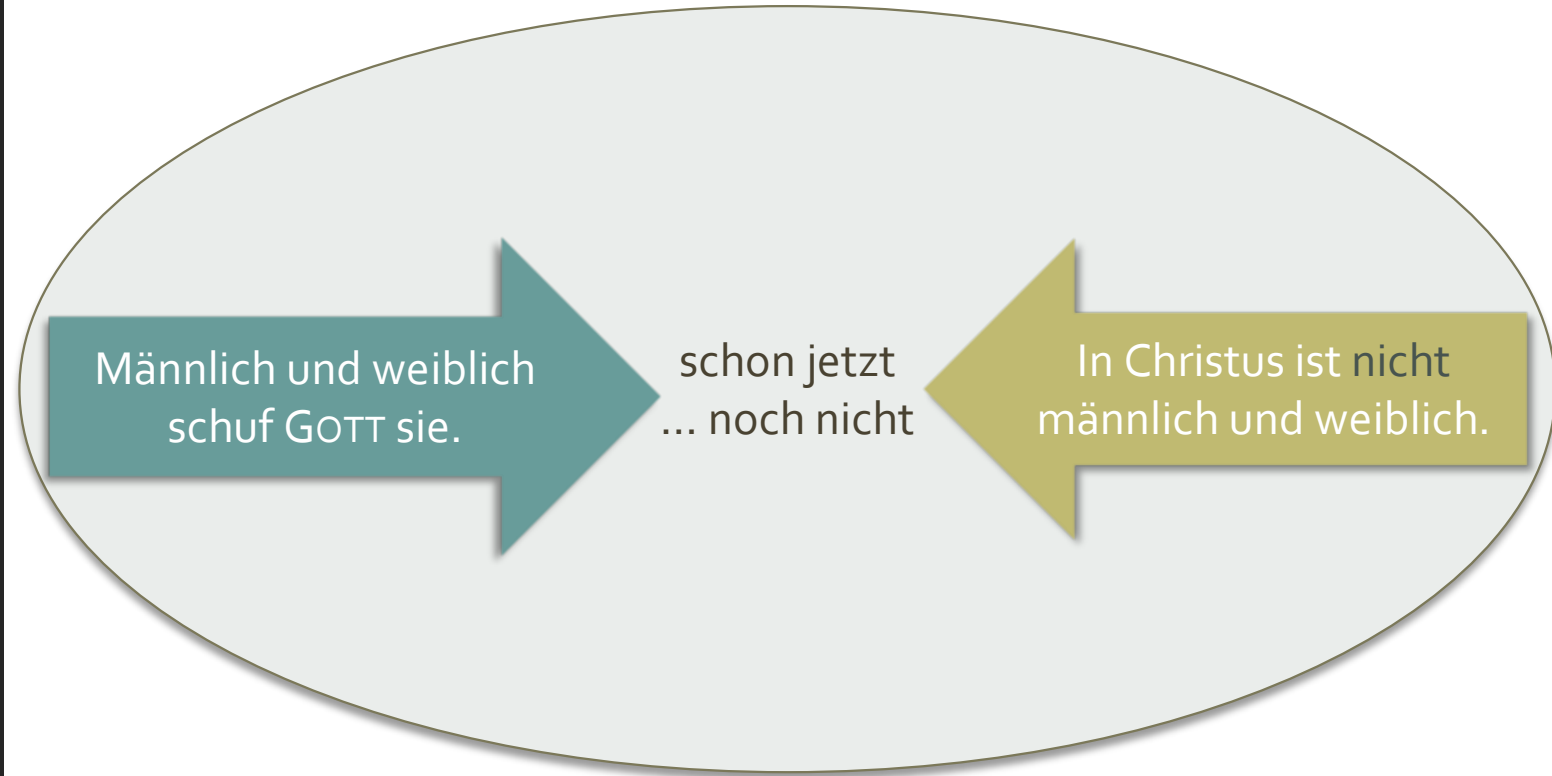 Männlich und weiblich
schuf GOTT sie.
schon jetzt
... noch nicht
In Christus ist nicht
männlich und weiblich.